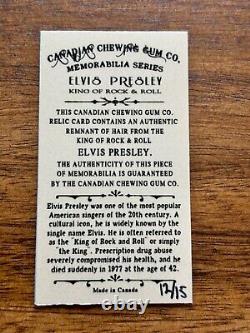 CANADIAN CHEWING GUM CO.
MEMORABILIA SERIES
ELVIS PRESLEY
KING OF ROCK & ROLL
THIS CANADIAN CHEWING GUM CO.
RELIC CARD CONTAINS AN AUTHENTIC
REMNANT OF HAIR FROM THE
KING OF ROCK & ROLL
ELVIS PRESLEY.
THE AUTHENTICITY OF THIS PIECE
OF MEMORABILIA IS GUARANTEED
BY THE CANADIAN CHEWING GUM CO.
Elvis Presley was one of the most popular
American singers of the 20th century. A
cultural icon, he is widely known by the
single name Elvis. He is often referred to
as the "King of Rock and Roll" or simply
"the King". Prescription drug abuse
severely compromised his health, and he
died suddenly in 1977 at the age of 42.
Made in Canada
12/15